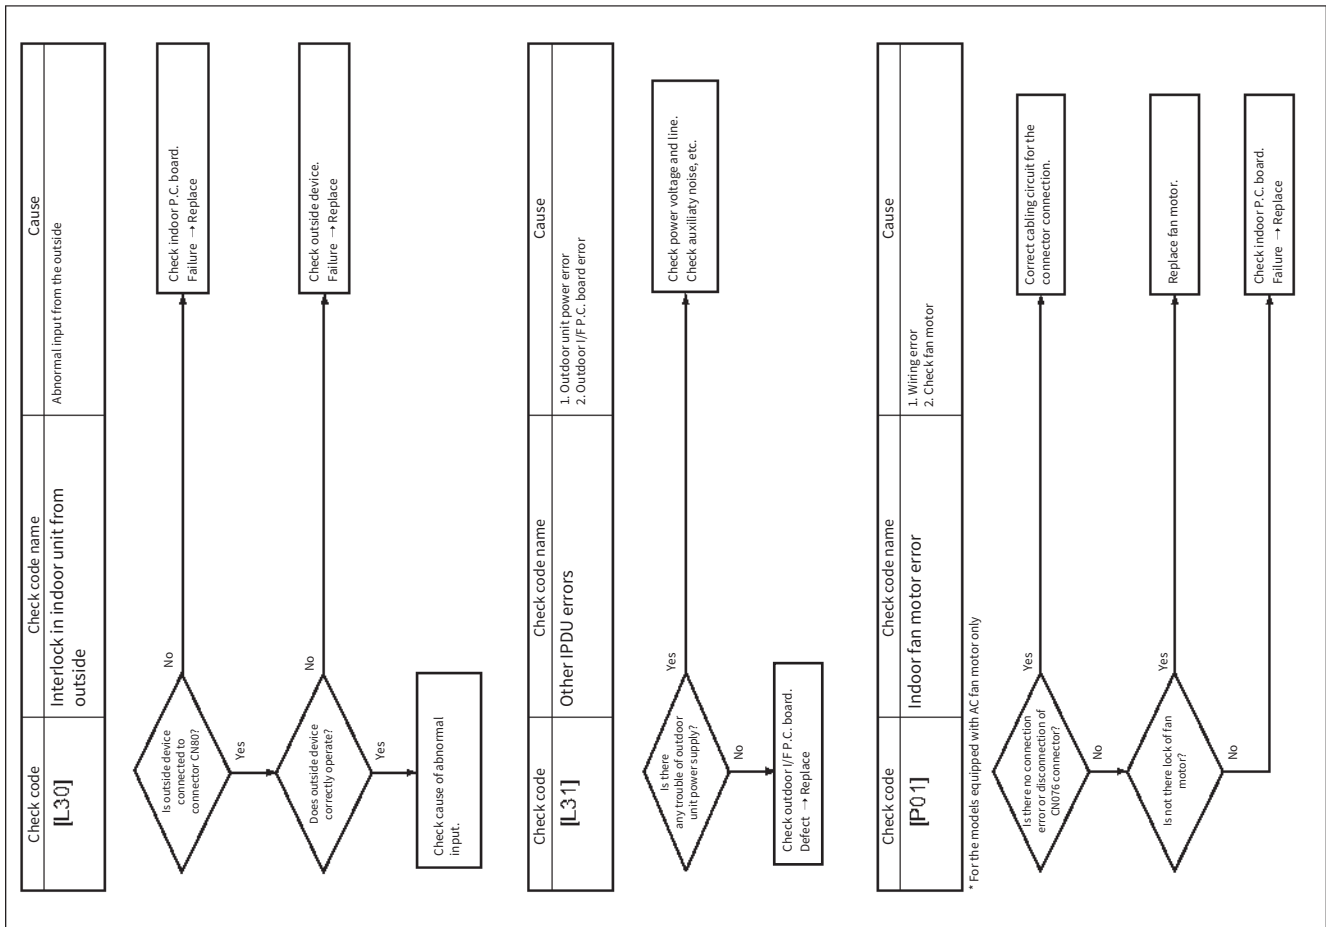 Check code
Check code name
Cause
[L30]
Interlock in indoor unit from
outside
Abnormal input from the outside
Is outside device
connected to
connector CN80?
No
Check indoor P.C. board.
Failure → Replace
Yes
Does outside device
correctly operate?
No
Check outside device.
Failure → Replace
Yes
Check cause of abnormal
input.
Check code
Check code name
Cause
[L31]
Other IPDU errors
1. Outdoor unit power error
2. Outdoor I/F P.C. board error
Is there
any trouble of outdoor
unit power supply?
Yes
Check power voltage and line.
Check auxiliaty noise, etc.
No
Check outdoor I/F P.C. board.
Defect → Replace
Check code
Check code name
Cause
[P01]
Indoor fan motor error
1. Wiring error
2. Check fan motor
* For the models equipped with AC fan motor only
Is there no connection
error or disconnection of
CN076 connector?
Yes
Correct cabling circuit for the
connector connection.
No
Is not there lock of fan
motor?
Yes
Replace fan motor.
No
Check indoor P.C. board.
Failure → Replace